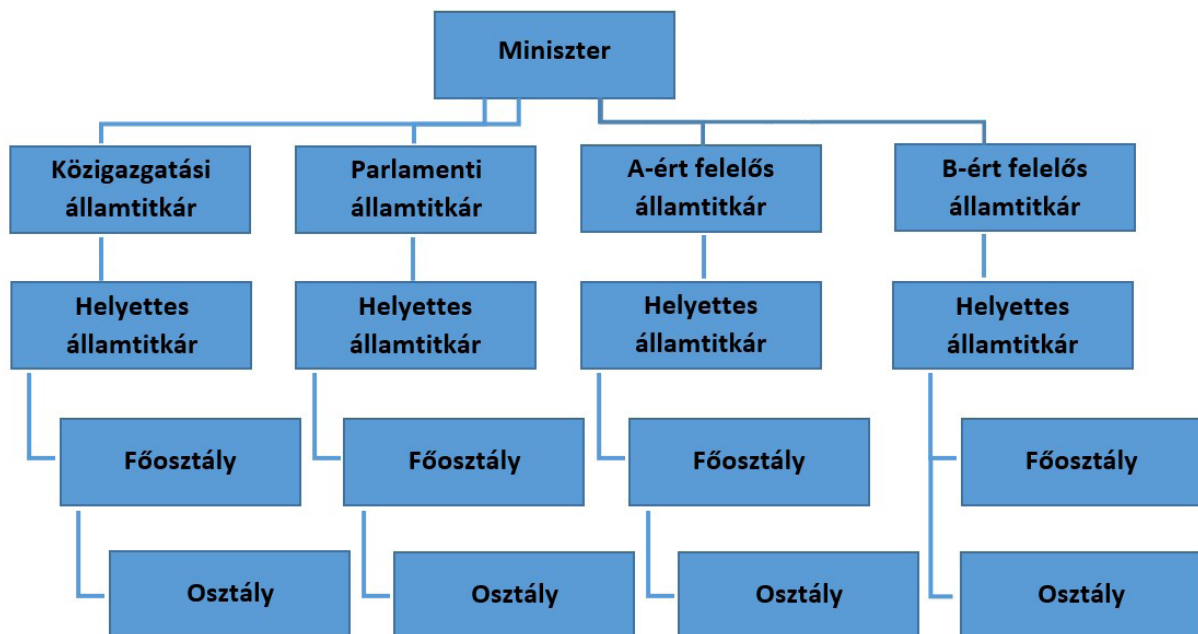 Miniszter
Közigazgatási
államtitkár
Parlamenti
államtitkár
A-ért felelős
államtitkár
B-ért felelős
államtitkár
Helyettes
államtitkár
Helyettes
államtitkár
Helyettes
államtitkár
Helyettes
államtitkár
Főosztály
Főosztály
Főosztály
Főosztály
Osztály
Osztály
Osztály
Osztály